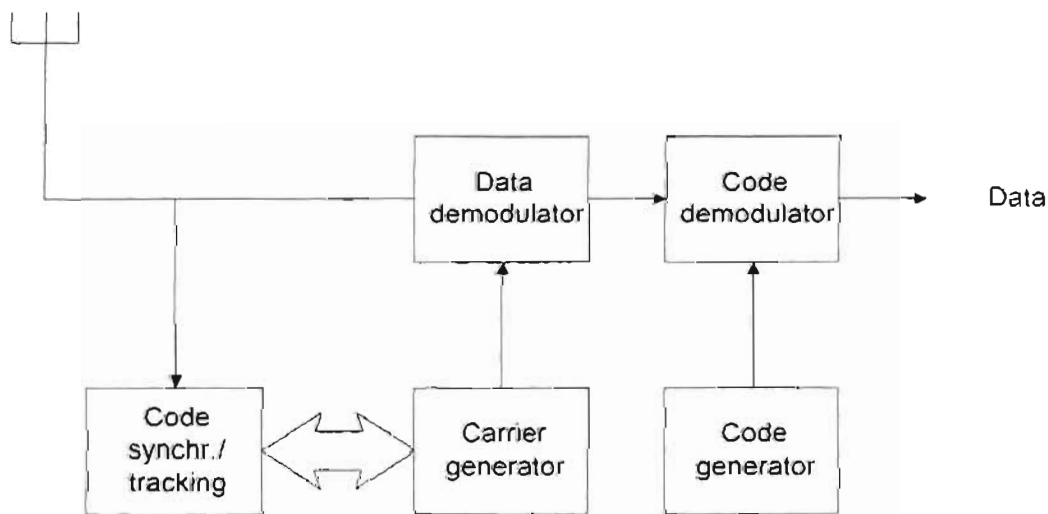 Data
demodulator
Code
demodulator
Data
Code
synchr./
tracking
Carrier
generator
Code
generator